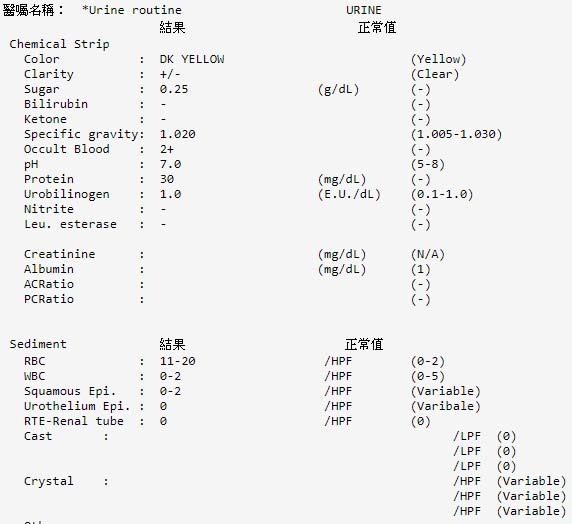 醫囑名稱： *Urine routine URINE
結果 正常值
Chemical Strip
Color : DK YELLOW (Yellow)
Clarity : +/- (Clear)
Sugar : 0.25 (g/dL) (-)
Bilirubin : - (-)
Ketone : - (-)
Specific gravity: 1.020 (1.005-1.030)
Occult Blood : 2+ (-)
pH : 7.0 (5-8)
Protein : 30 (mg/dL) (-)
Urobilinogen : 1.0 (E.U./dL) (0.1-1.0)
Nitrite : - (-)
Leu. esterase : - (-)
Creatinine : (mg/dL) (N/A)
Albumin : (mg/dL) (1)
ACRatio : (-)
PCRatio : (-)
Sediment 結果 正常值
RBC : 11-20 /HPF (0-2)
WBC : 0-2 /HPF (0-5)
Squamous Epi. : 0-2 /HPF (Variable)
Urothelium Epi. : 0 /HPF (Varibale)
RTE-Renal tube : 0 /HPF (0)
Cast : /LPF (0)
/LPF (0)
/LPF (0)
Crystal : /HPF (Variable)
/HPF (Variable)
/HPF (Variable)